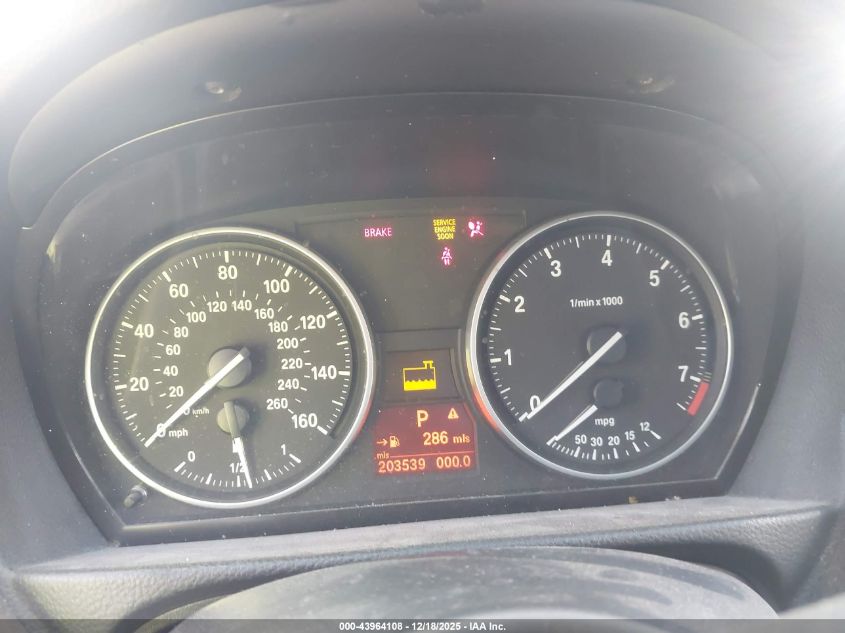 BRAKE
SERVICE
ENGINE
SOON
0 20 40 60 80 100 120 140 160
mph
20 40 60 80 100 120 140 160 180 200 220 240 260
km/h
0 1/2 1
0 1 2 3 4 5 6 7
1/min x 1000
mpg
50 30 20 15 12
P
286 mls
mls
203539 000.0
000-43964108 - 12/18/2025 - IAA Inc.